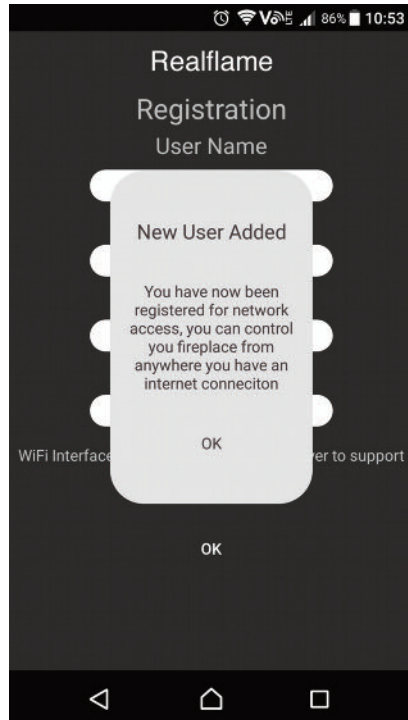 86% 10:53
Realflame
Registration
User Name
New User Added
You have now been
registered for network
access, you can control
you fireplace from
anywhere you have an
internet conneciton
OK
WiFi Interface
er to support
OK